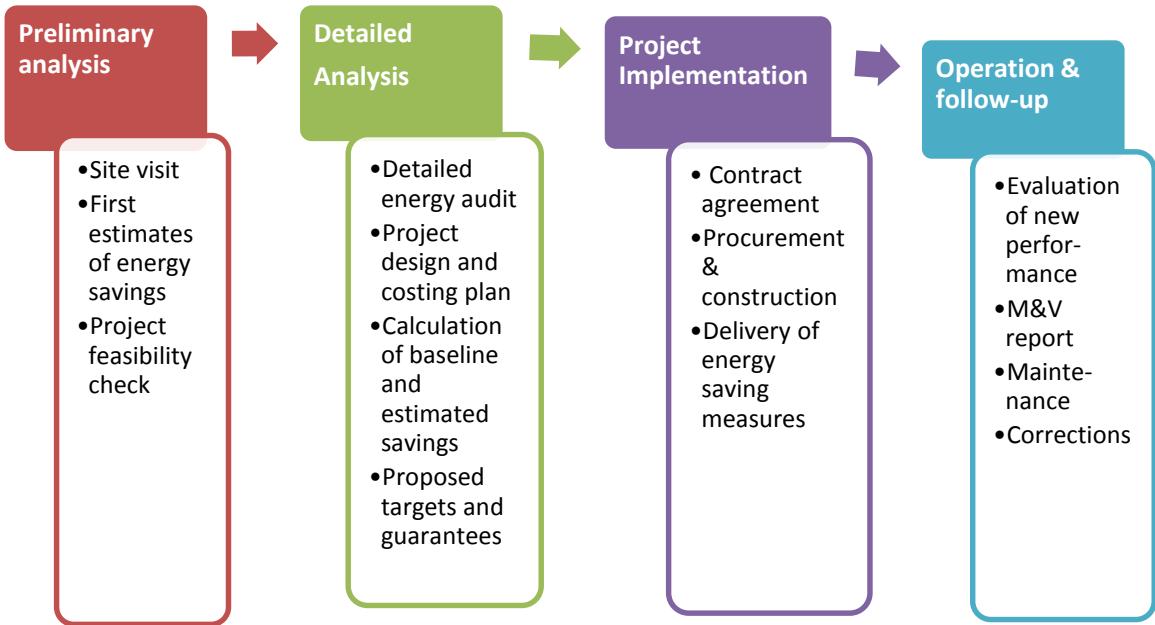 Preliminary
analysis
•Site visit
•First
estimates
of energy
savings
•Project
feasibility
check
Detailed
Analysis
•Detailed
energy audit
•Project
design and
costing plan
•Calculation
of baseline
and
estimated
savings
•Proposed
targets and
guarantees
Project
Implementation
• Contract
agreement
•Procurement
&
construction
•Delivery of
energy
saving
measures
Operation &
follow-up
•Evaluation
of new
perfor-
mance
•M&V
report
•Mainte-
nance
•Corrections